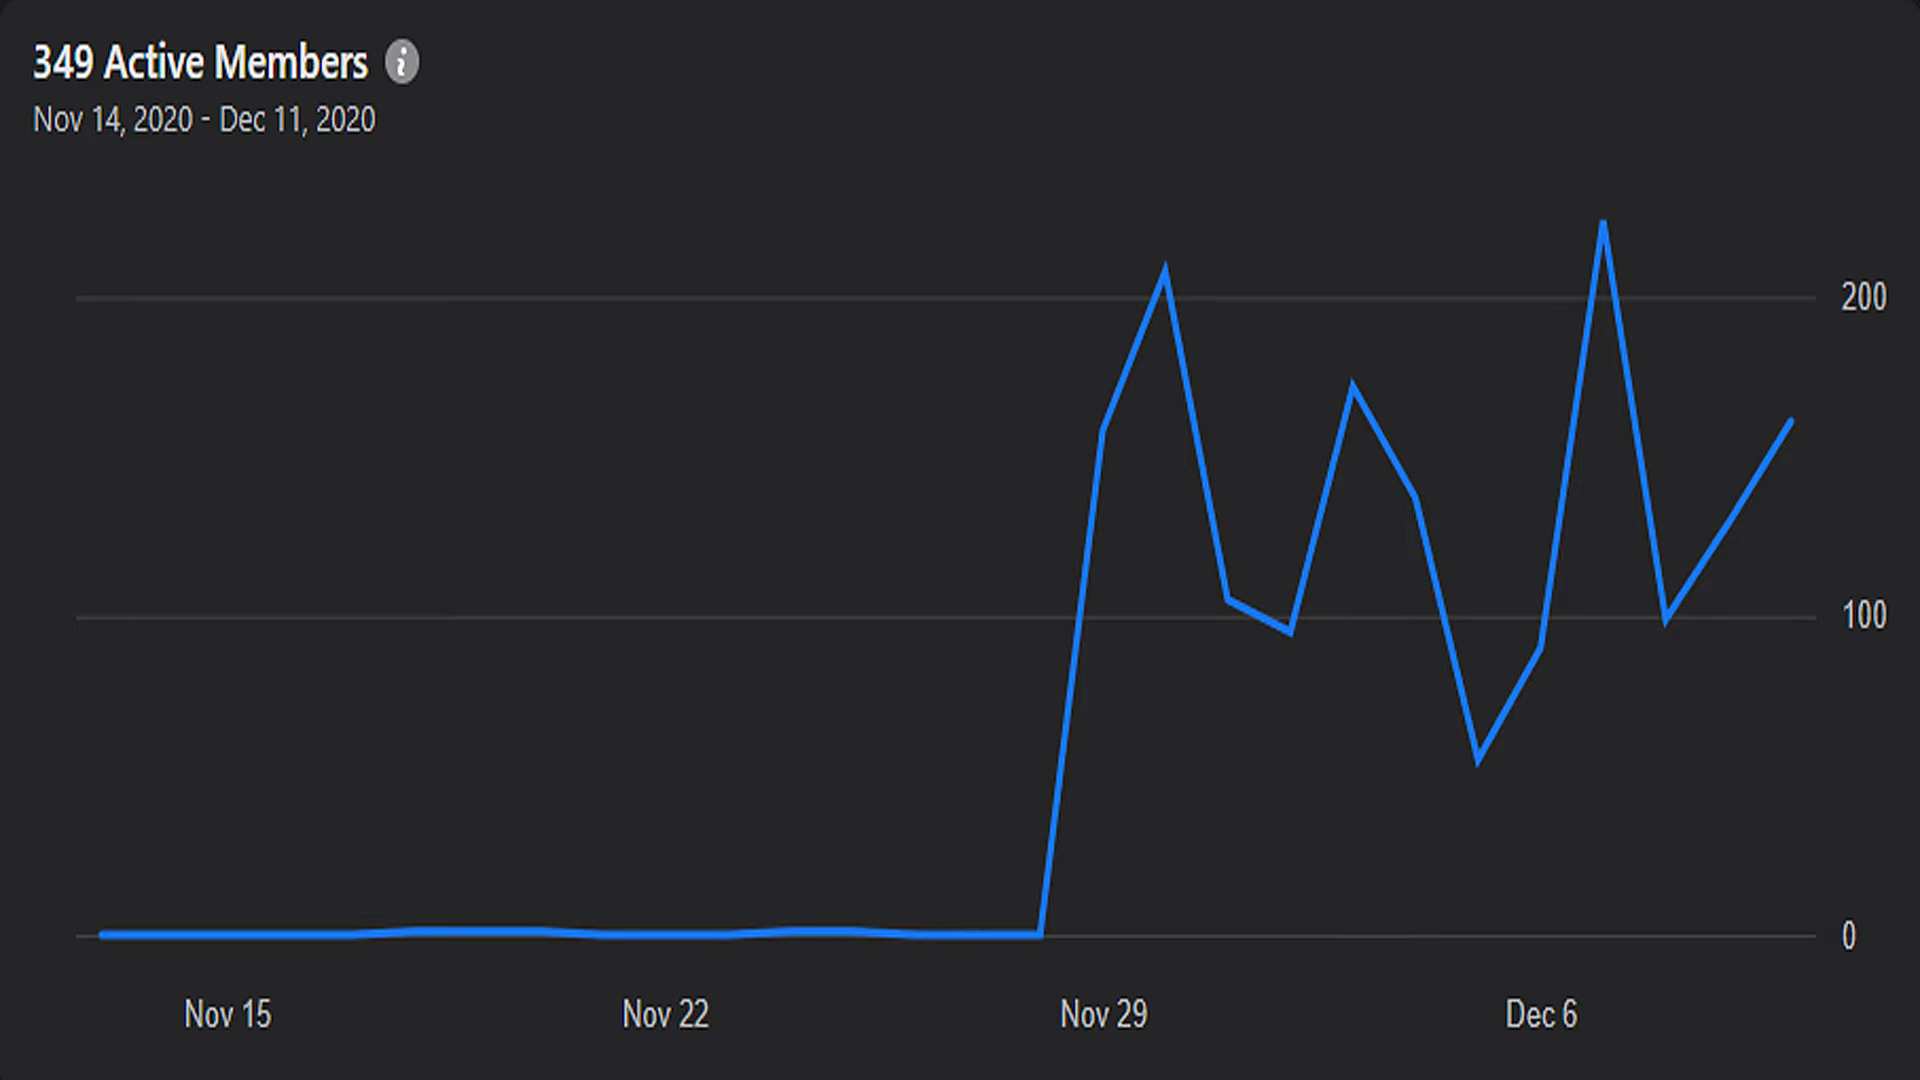 349 Active Members
Nov 14, 2020 - Dec 11, 2020
200
100
0
Nov 15 Nov 22 Nov 29 Dec 6